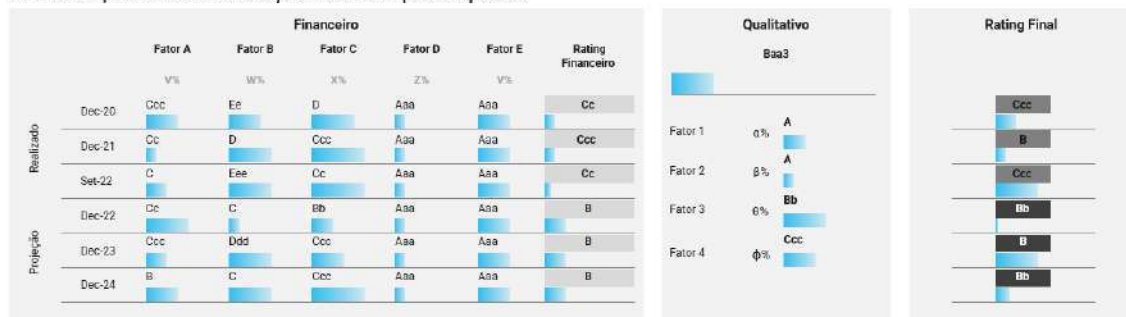 Financeiro
Fator A Fator B Fator C Fator D Fator E Rating Financeiro
V% W% X% Z% V%
Realizado
Dec-20 Ccc Ee D Aaa Aaa Cc
Dec-21 Cc D Ccc Aaa Aaa Ccc
Set-22 C Eee Cc Aaa Aaa Cc
Projeção
Dec-22 Cc C Bb Aaa Aaa B
Dec-23 Ccc Ddd Ccc Aaa Aaa B
Dec-24 B C Ccc Aaa Aaa B
Qualitativo
Baa3
Fator 1 α% A
Fator 2 β% A
Fator 3 θ% Bb
Fator 4 ϕ% Ccc
Rating Final
Ccc
B
Ccc
Bb
B
Bb